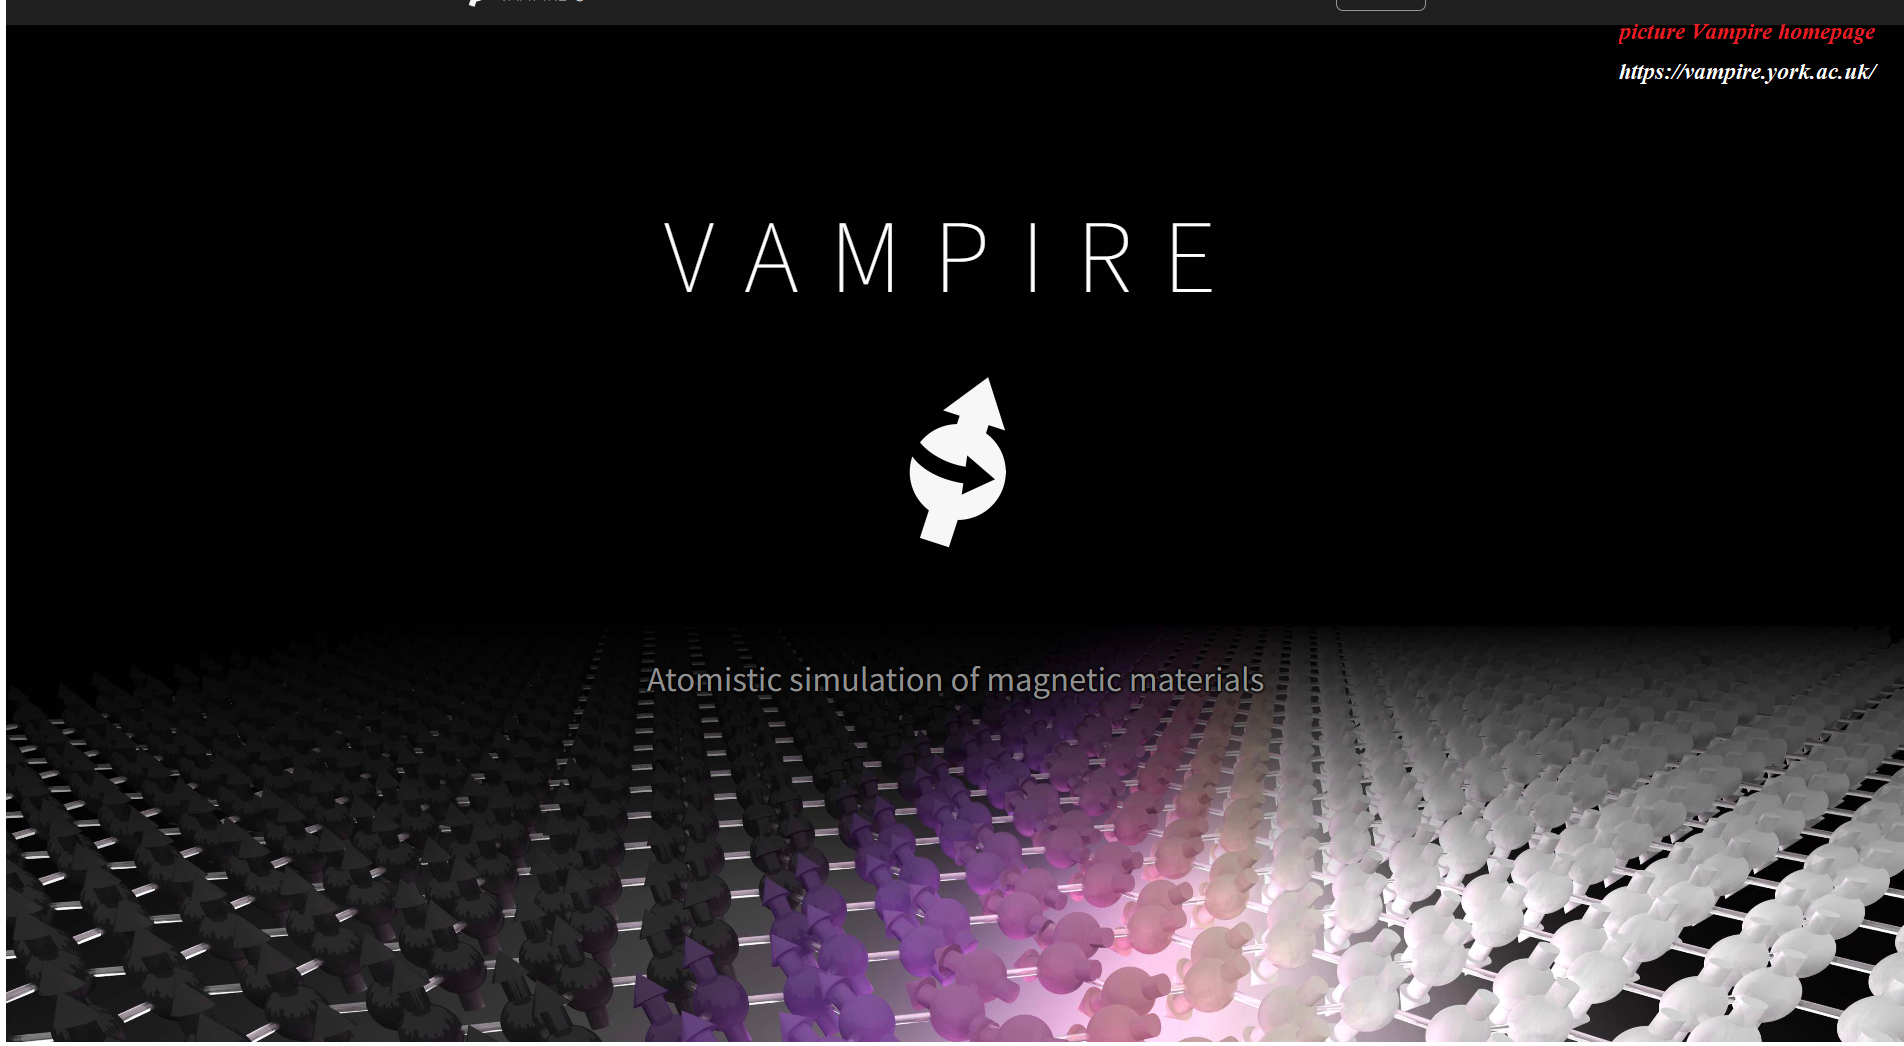 picture Vampire homepage
https://vampire.york.ac.uk/
VAMPIRE
Atomistic simulation of magnetic materials